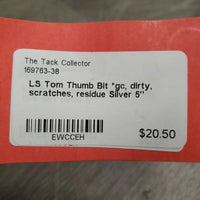 The Tack Collector
169763-38
LS Tom Thumb Bit *gc, dirty,
scratches, residue Silver 5"
$20.50
EWCCEH